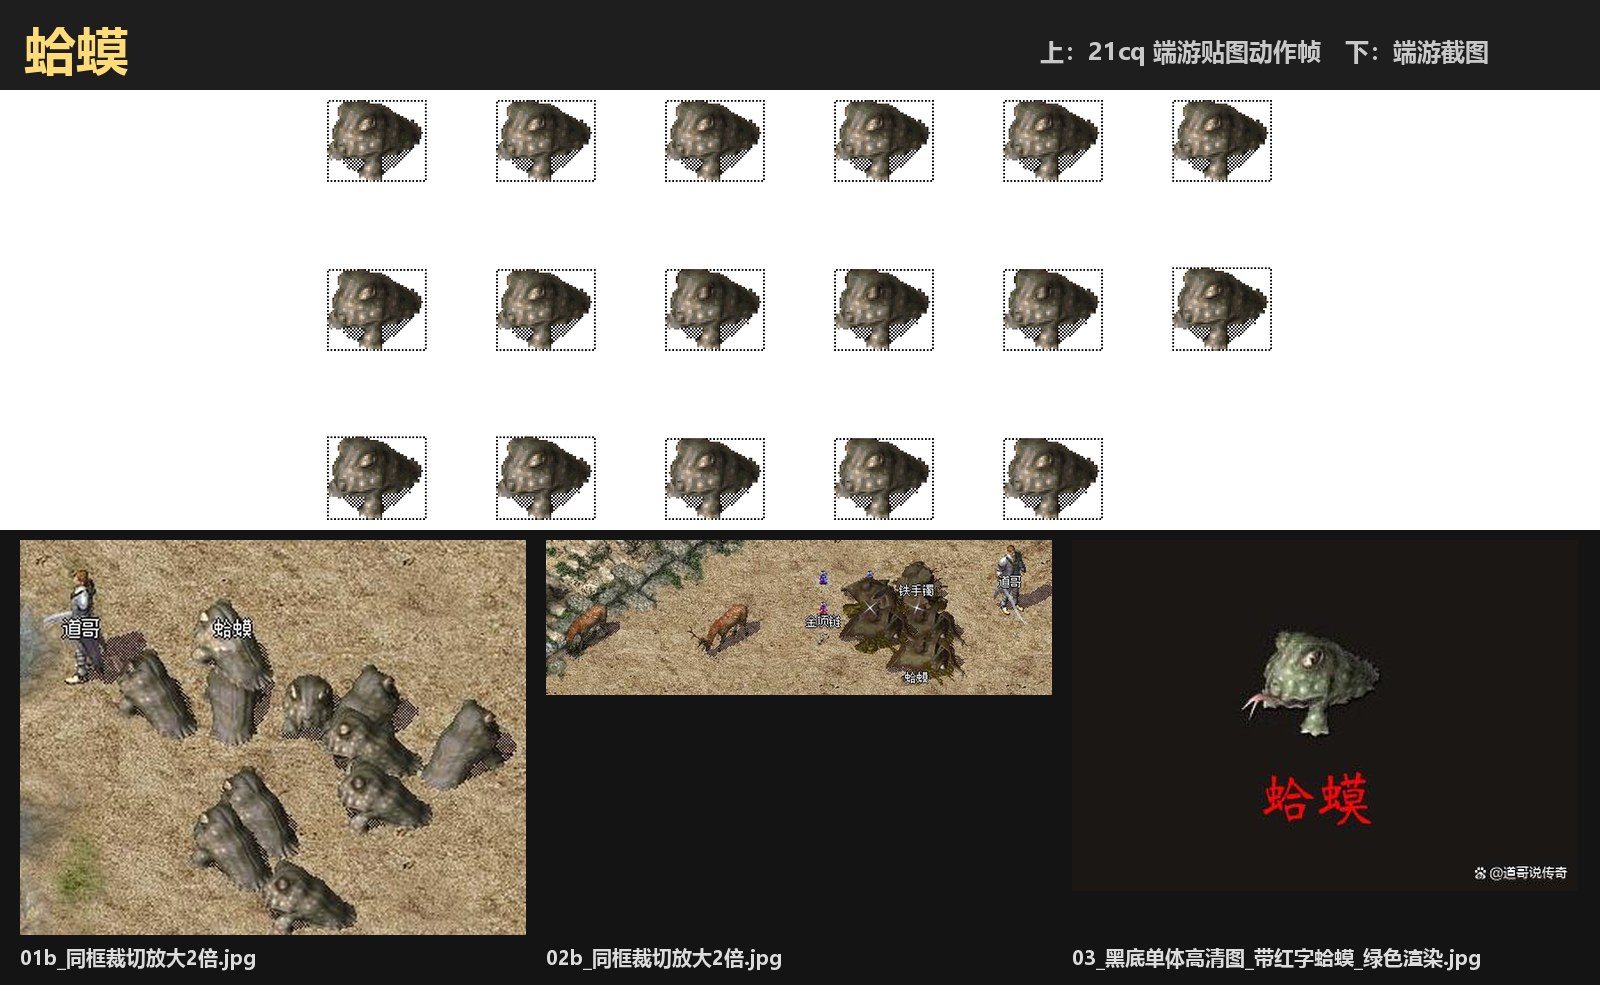 蛤蟆
上：21cq 端游贴图动作帧 下：端游截图
道哥
蛤蟆
铁手镯
道哥
金项链
蛤蟆
蛤蟆
@道哥说传奇
01b_同框裁切放大2倍.jpg
02b_同框裁切放大2倍.jpg
03_黑底单体高清图_带红字蛤蟆_绿色渲染.jpg